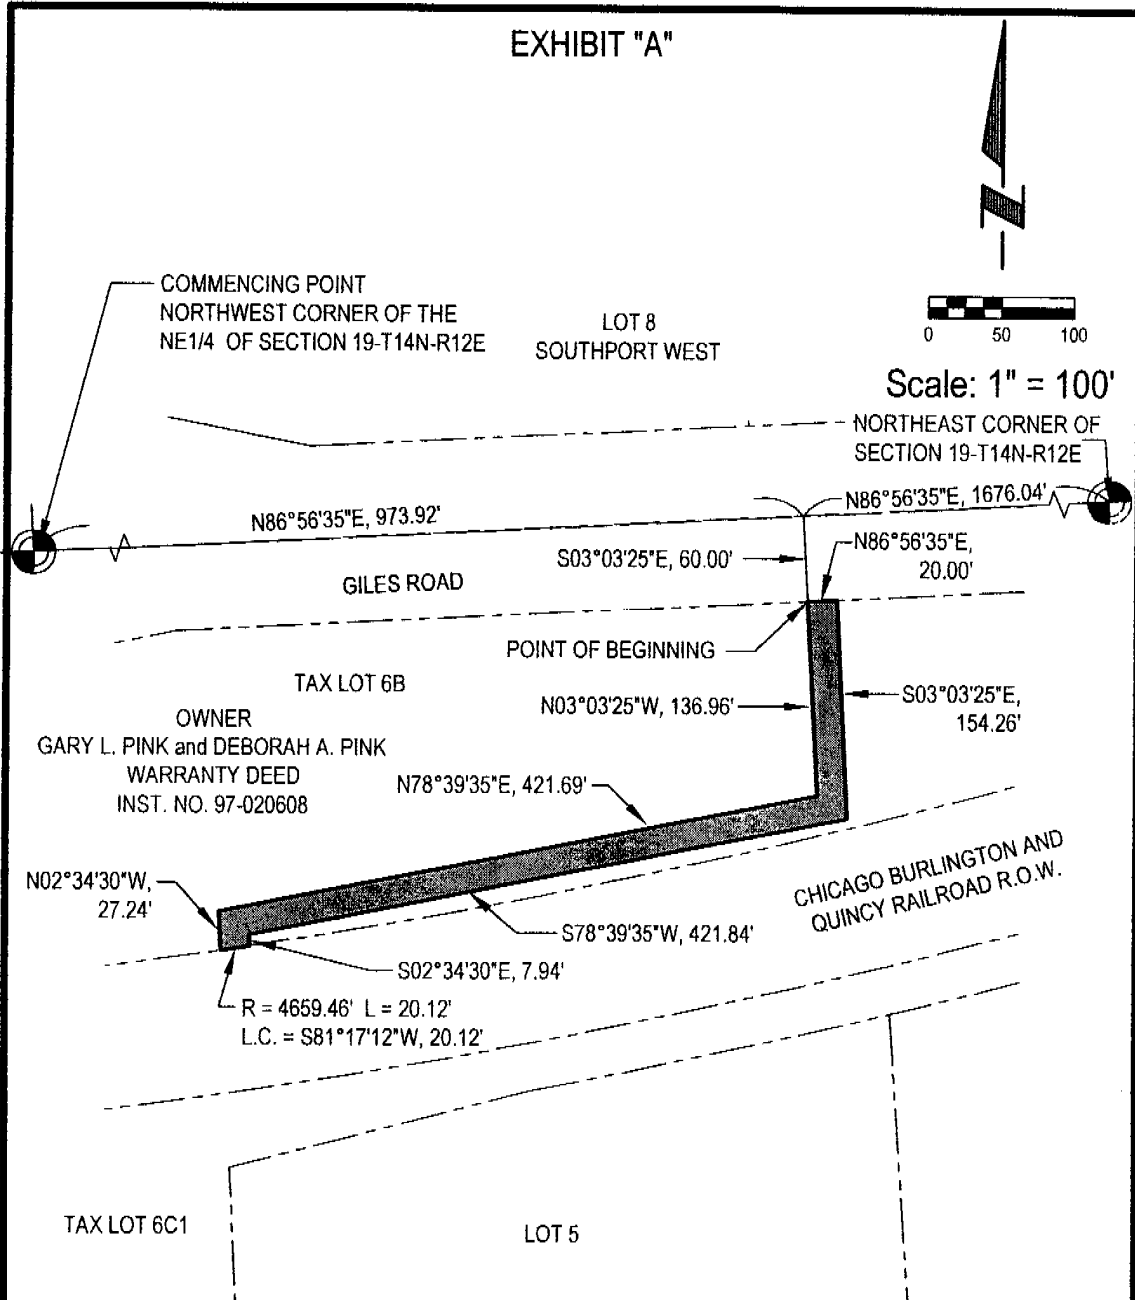 EXHIBIT "A"
COMMENCING POINT
NORTHWEST CORNER OF THE
NE1/4 OF SECTION 19-T14N-R12E
LOT 8
SOUTHPORT WEST
0 50 100
Scale: 1" = 100'
NORTHEAST CORNER OF
SECTION 19-T14N-R12E
N86°56'35"E, 973.92'
N86°56'35"E, 1676.04'
S03°03'25"E, 60.00'
N86°56'35"E,
20.00'
GILES ROAD
POINT OF BEGINNING
TAX LOT 6B
N03°03'25"W, 136.96'
S03°03'25"E,
154.26'
OWNER
GARY L. PINK and DEBORAH A. PINK
WARRANTY DEED
INST. NO. 97-020608
N78°39'35"E, 421.69'
N02°34'30"W,
27.24'
CHICAGO BURLINGTON AND
QUINCY RAILROAD R.O.W.
S78°39'35"W, 421.84'
S02°34'30"E, 7.94'
R = 4659.46' L = 20.12'
L.C. = S81°17'12"W, 20.12'
TAX LOT 6C1
LOT 5